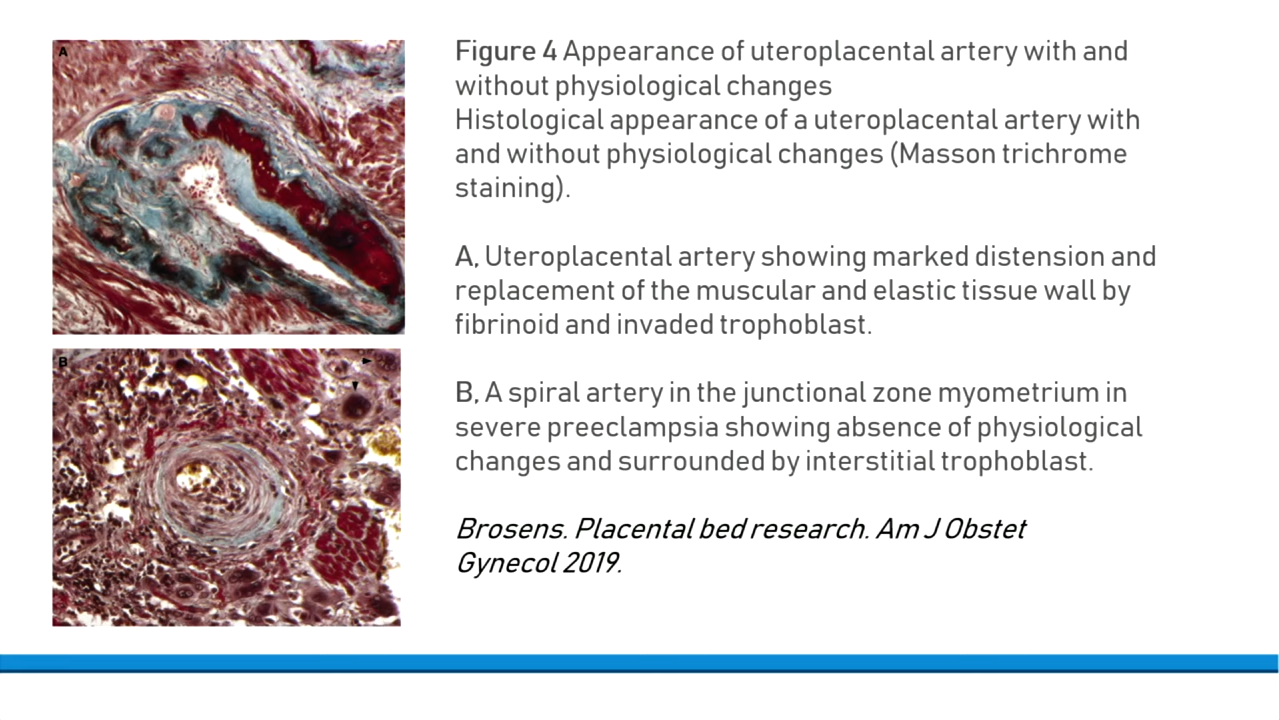 A
B
Figure 4 Appearance of uteroplacental artery with and
without physiological changes
Histological appearance of a uteroplacental artery with
and without physiological changes (Masson trichrome
staining).
A, Uteroplacental artery showing marked distension and
replacement of the muscular and elastic tissue wall by
fibrinoid and invaded trophoblast.
B, A spiral artery in the junctional zone myometrium in
severe preeclampsia showing absence of physiological
changes and surrounded by interstitial trophoblast.
Brosens. Placental bed research. Am J Obstet
Gynecol 2019.